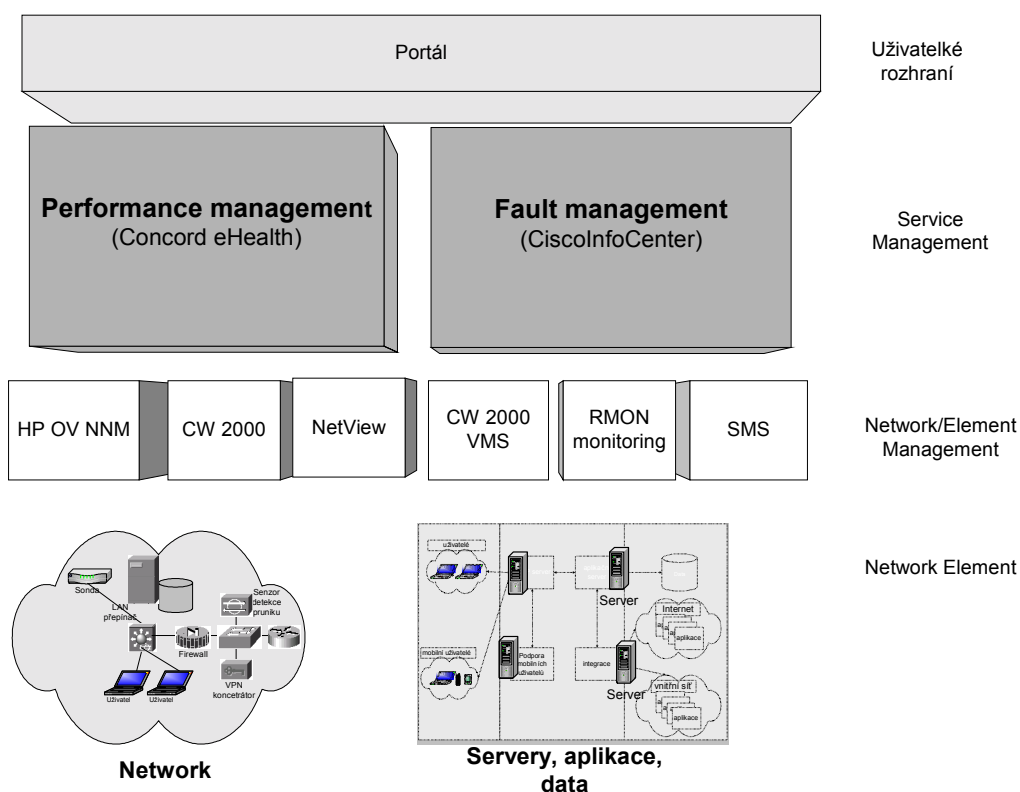 Portál
Uživatelké
rozhraní
Performance management
(Concord eHealth)
Fault management
(CiscoInfoCenter)
Service
Management
HP OV NNM
CW 2000
NetView
CW 2000
VMS
RMON
monitoring
SMS
Network/Element
Management
Network Element
Sonda
LAN
přepínač
Senzor
detekce
pruniku
Firewall
VPN
koncetrátor
Uživatel
Uživatel
Network
uživatelé
Server
Internet
aplikace
mobilní uživatelé
Podpora
mobilních
uživatelů
integrace
Server
vnitřní síť
aplikace
Servery, aplikace,
data